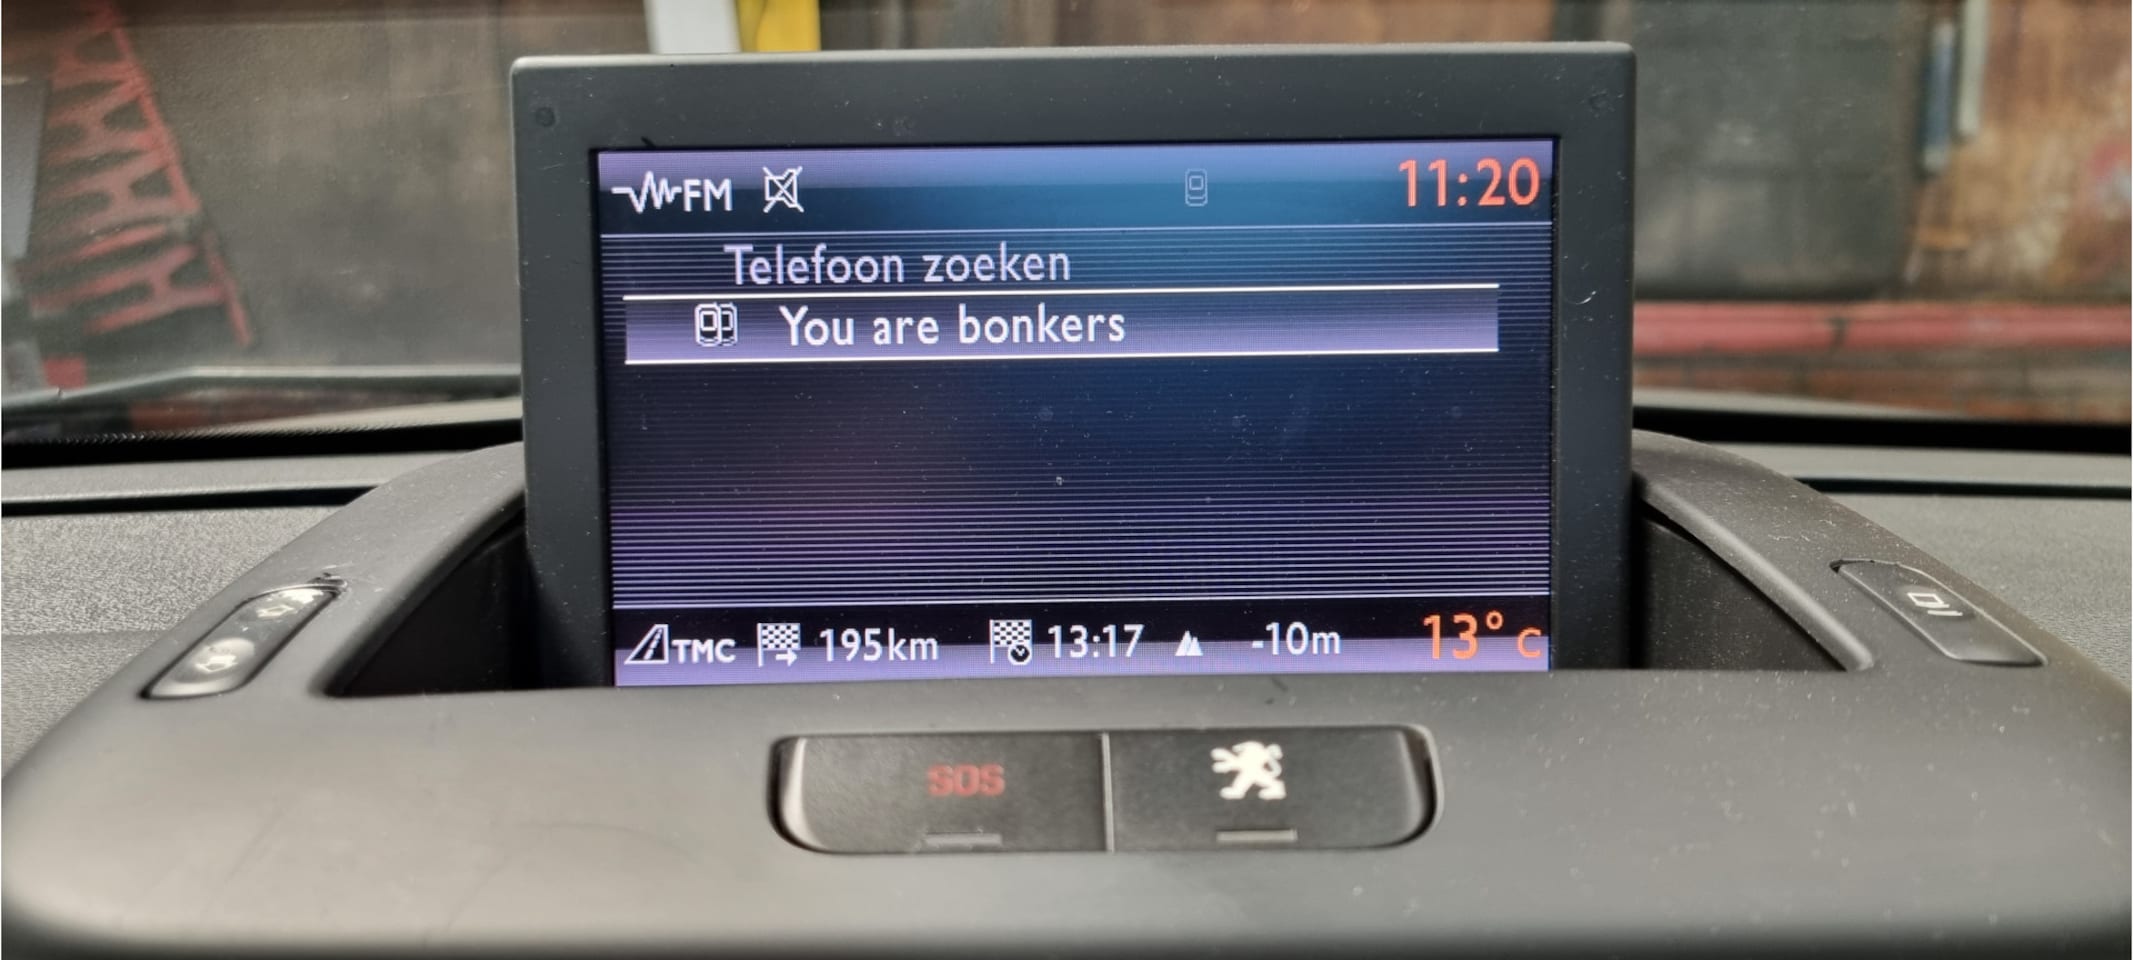 FM 11:20
Telefoon zoeken
You are bonkers
TMC 195km 13:17 -10m 13° C
SOS